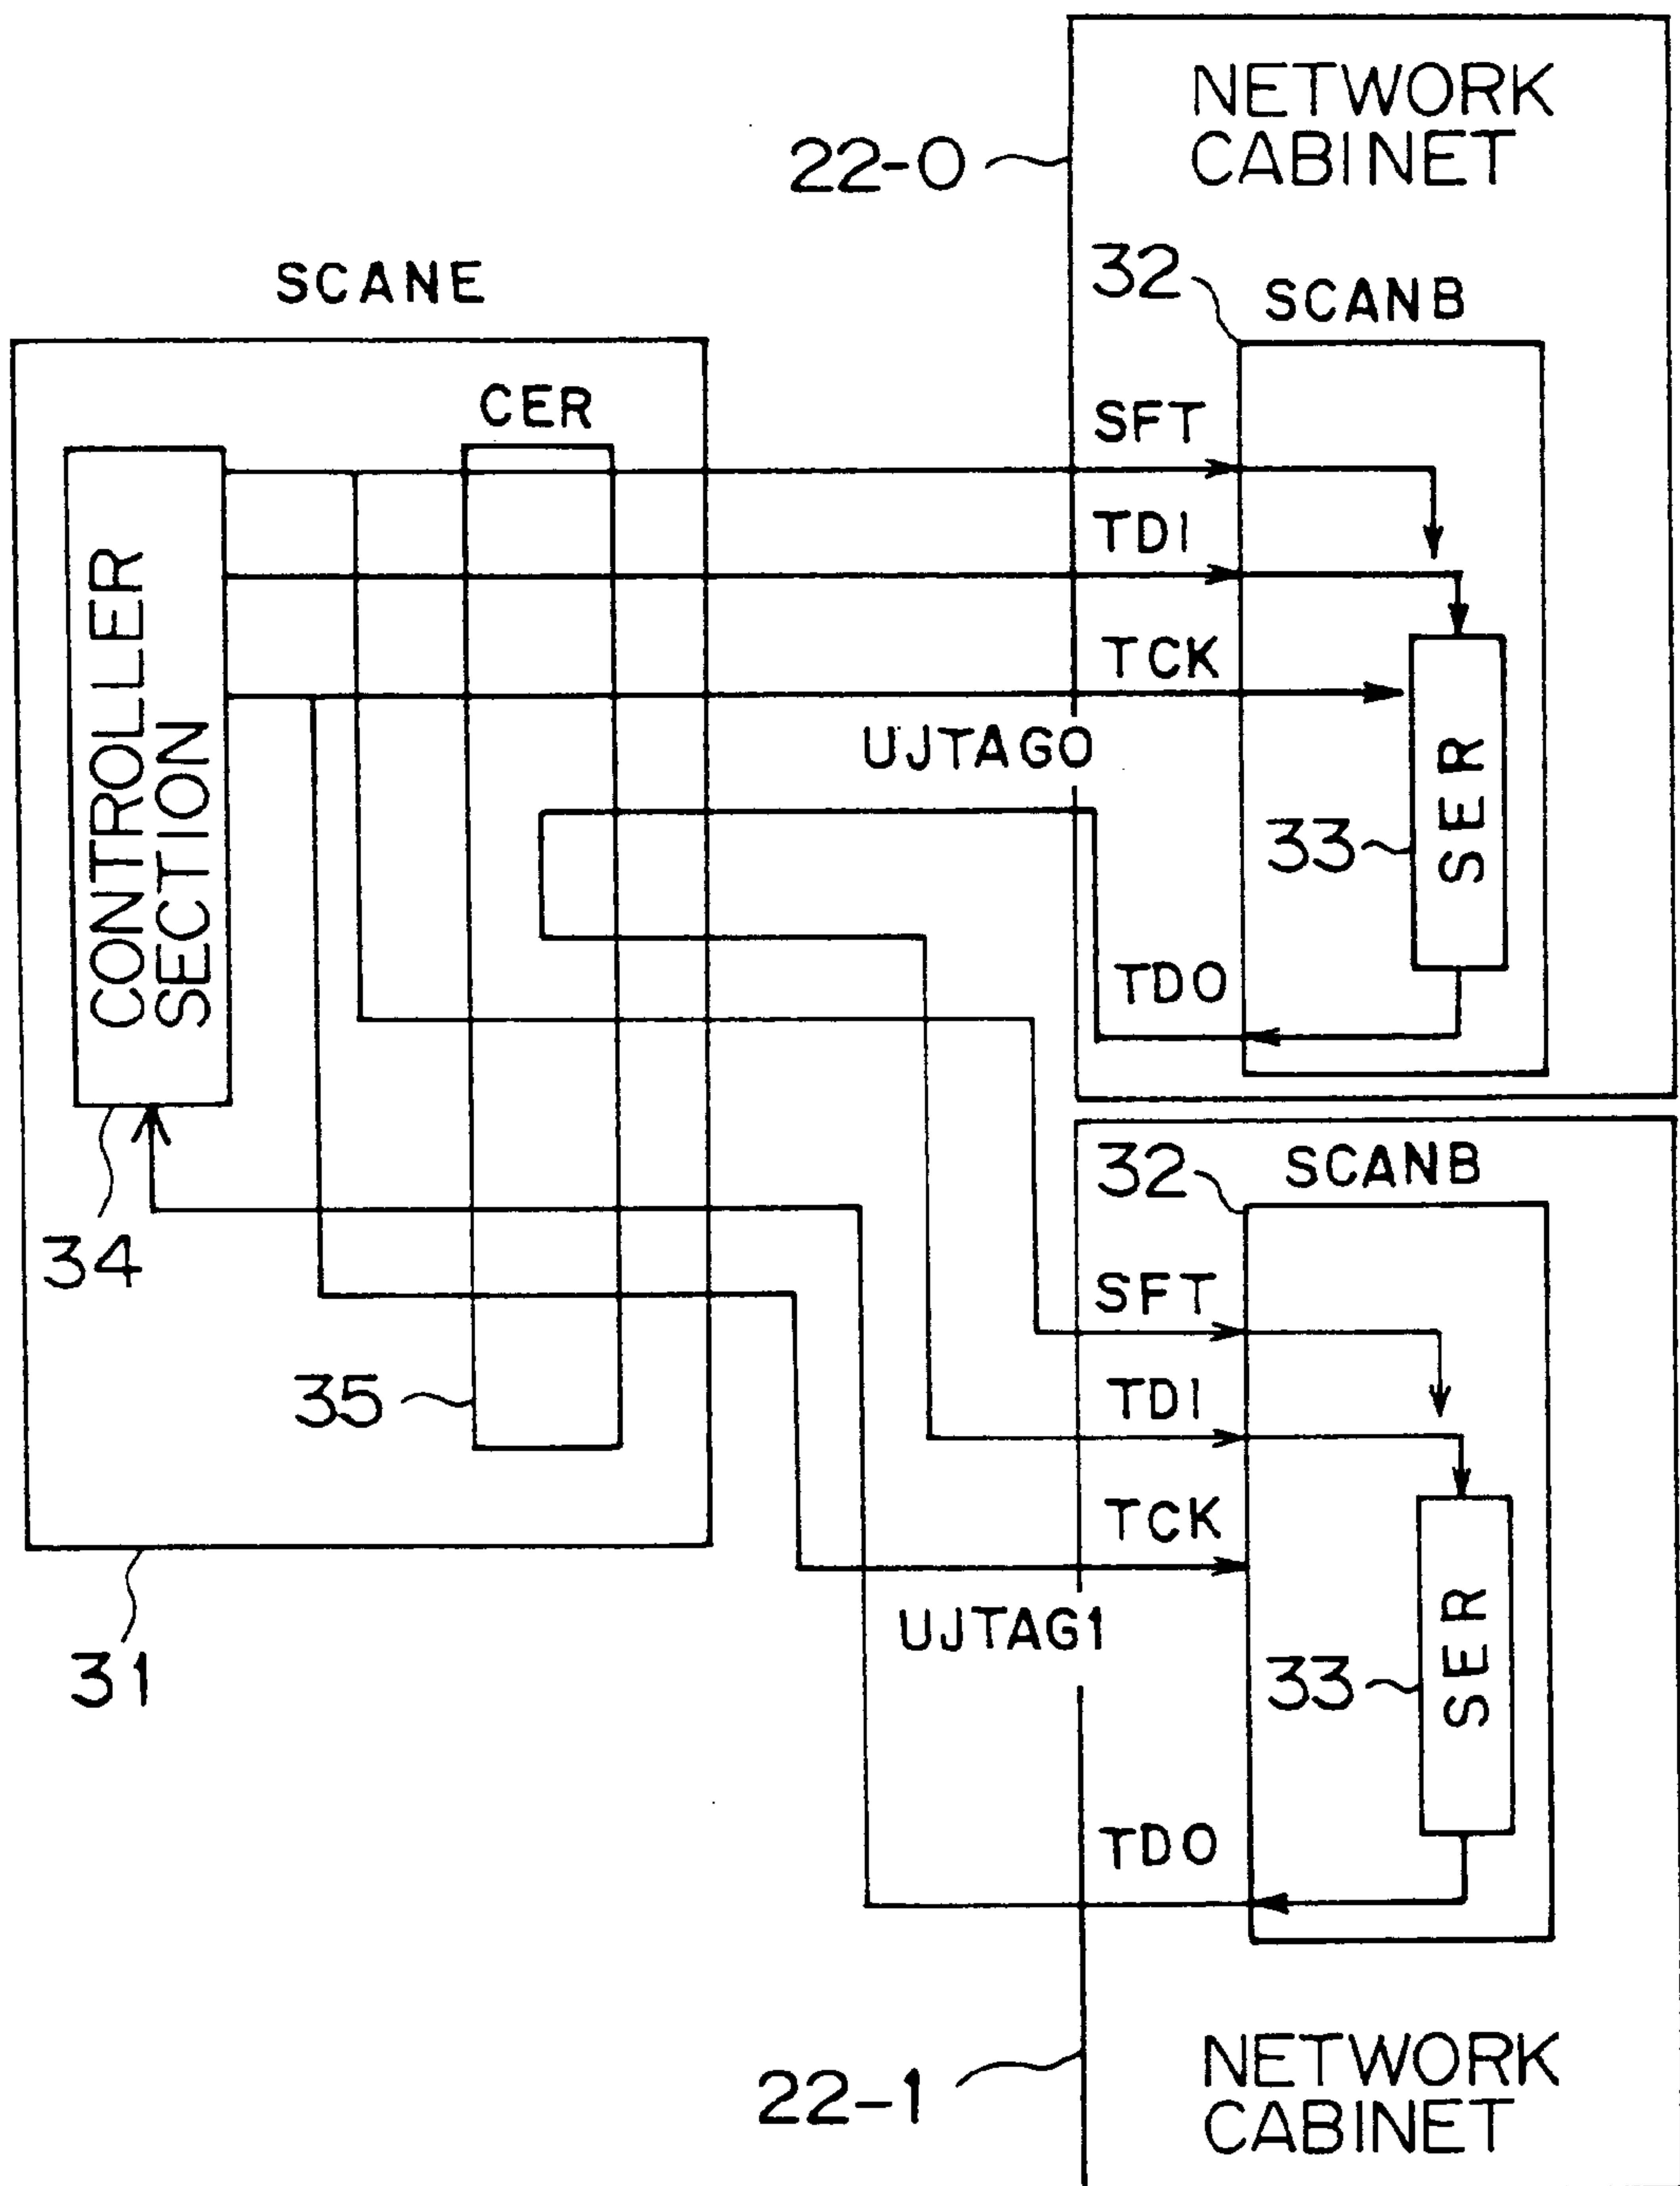 NETWORK
CABINET
22-0
SCANE
32
SCANB
CER
SFT
TDI
TCK
CONTROLLER
SECTION
UJTAG0
33
SER
TDO
34
32
SCANB
SFT
35
TDI
TCK
31
UJTAG1
33
SER
TDO
22-1
NETWORK
CABINET